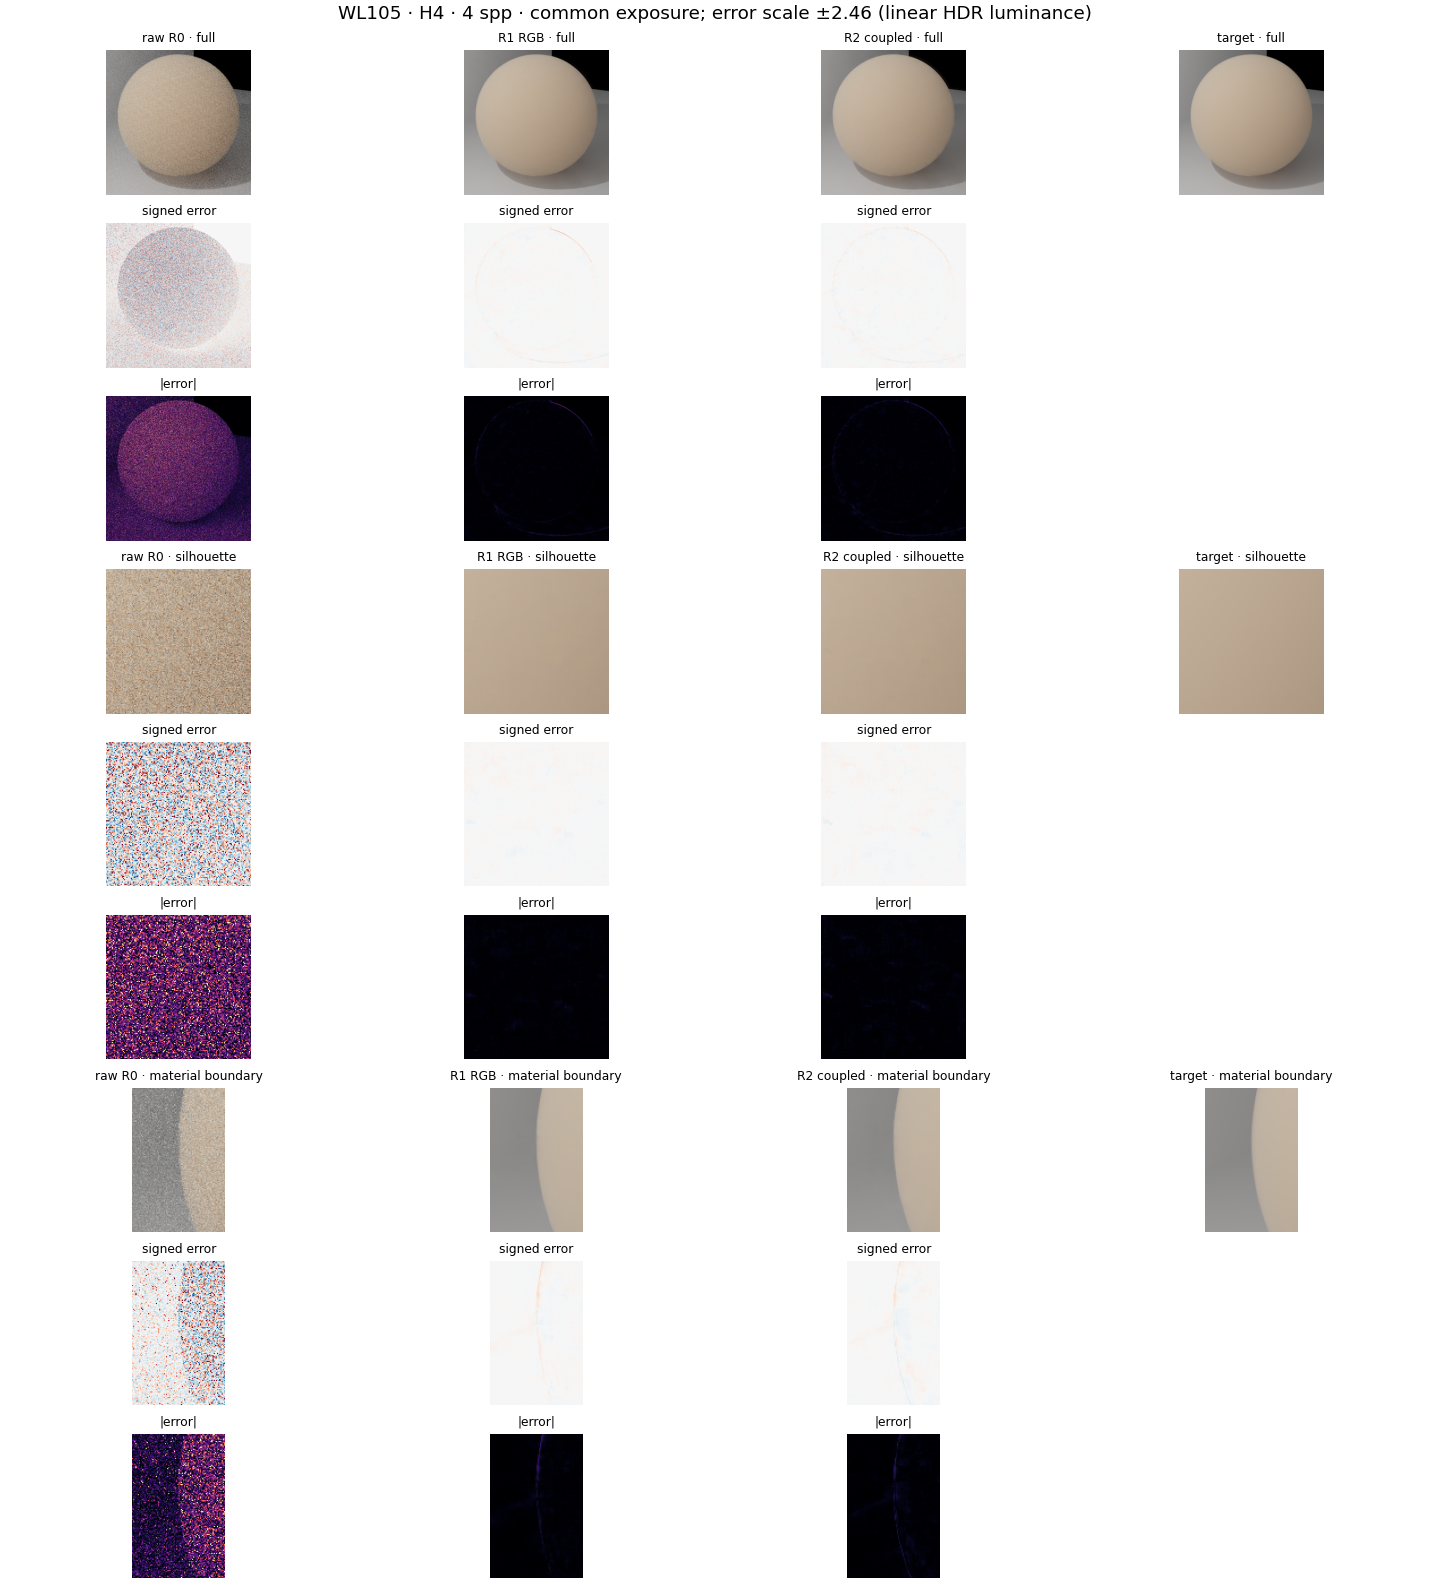 WL105 · H4 · 4 spp · common exposure; error scale ±2.46 (linear HDR luminance)
raw R0 · full
R1 RGB · full
R2 coupled · full
target · full
signed error
signed error
signed error
|error|
|error|
|error|
raw R0 · silhouette
R1 RGB · silhouette
R2 coupled · silhouette
target · silhouette
signed error
signed error
signed error
|error|
|error|
|error|
raw R0 · material boundary
R1 RGB · material boundary
R2 coupled · material boundary
target · material boundary
signed error
signed error
signed error
|error|
|error|
|error|